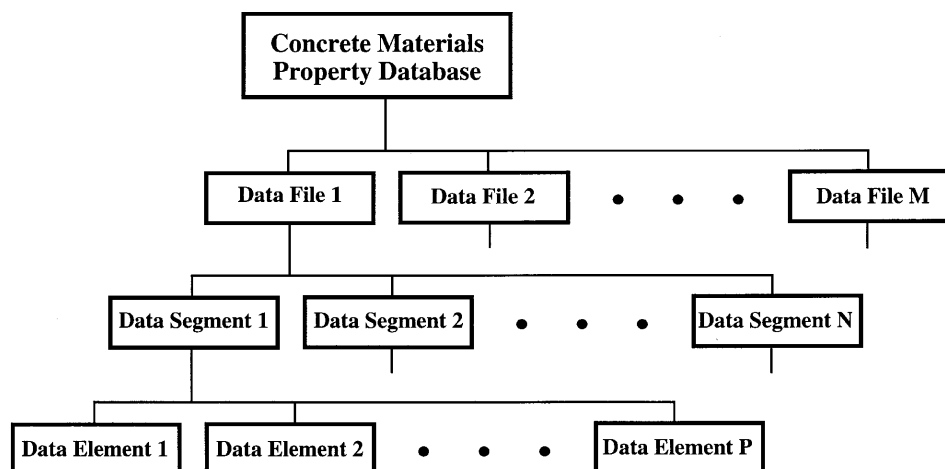 Concrete Materials
Property Database
Data File 1
Data File 2
Data File M
Data Segment 1
Data Segment 2
Data Segment N
Data Element 1
Data Element 2
Data Element P